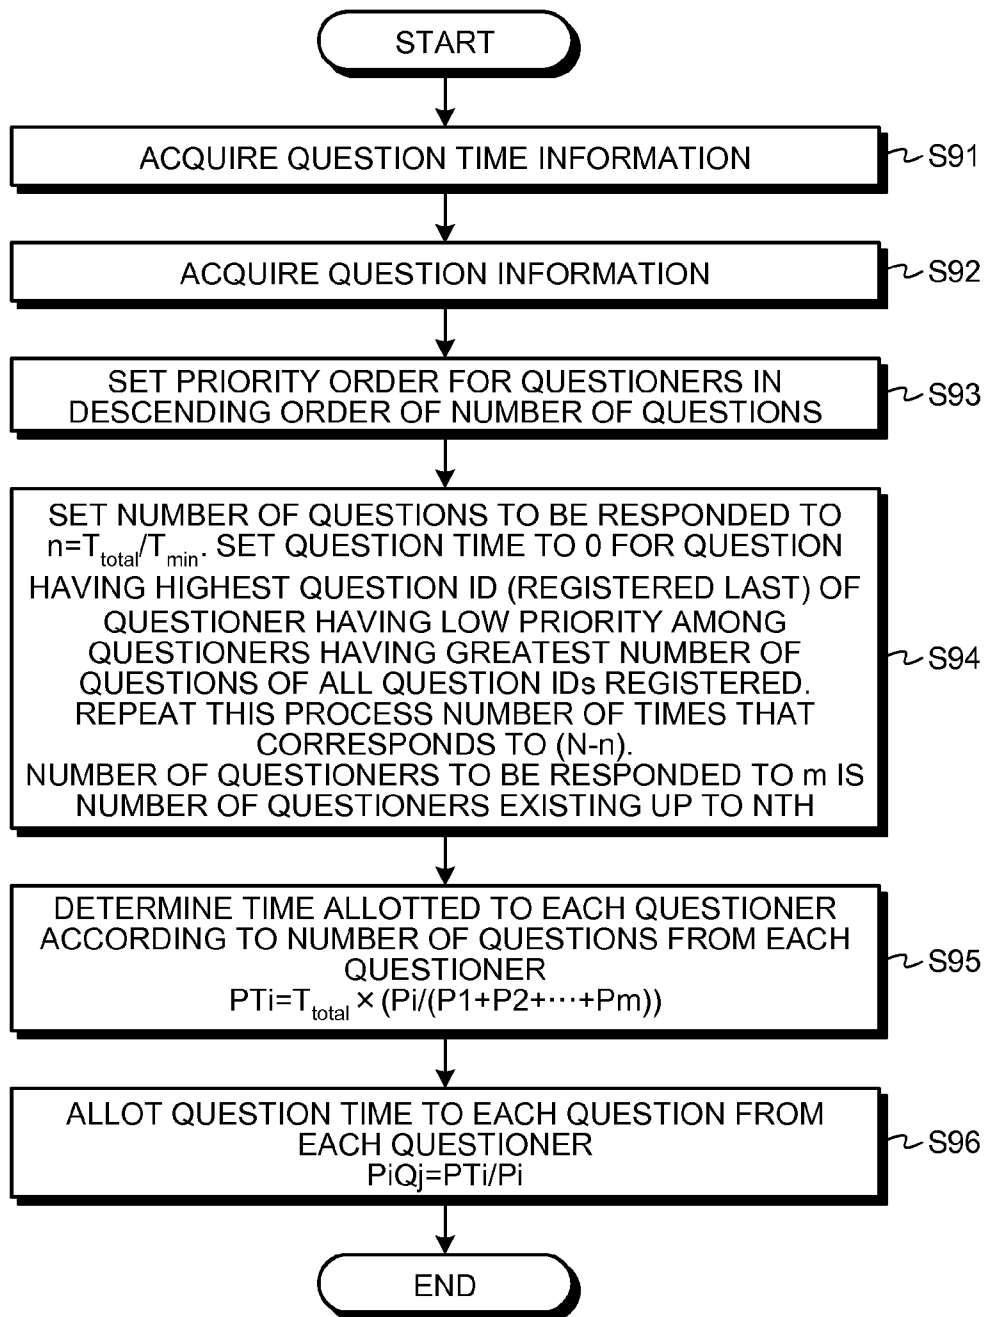 START
ACQUIRE QUESTION TIME INFORMATION
S91
ACQUIRE QUESTION INFORMATION
S92
SET PRIORITY ORDER FOR QUESTIONERS IN
DESCENDING ORDER OF NUMBER OF QUESTIONS
S93
SET NUMBER OF QUESTIONS TO BE RESPONDED TO
n=T_total/T_min. SET QUESTION TIME TO 0 FOR QUESTION
HAVING HIGHEST QUESTION ID (REGISTERED LAST) OF
QUESTIONER HAVING LOW PRIORITY AMONG
QUESTIONERS HAVING GREATEST NUMBER OF
QUESTIONS OF ALL QUESTION IDs REGISTERED.
REPEAT THIS PROCESS NUMBER OF TIMES THAT
CORRESPONDS TO (N-n).
NUMBER OF QUESTIONERS TO BE RESPONDED TO m IS
NUMBER OF QUESTIONERS EXISTING UP TO NTH
S94
DETERMINE TIME ALLOTTED TO EACH QUESTIONER
ACCORDING TO NUMBER OF QUESTIONS FROM EACH
QUESTIONER
PTi=T_total × (Pi/(P1+P2+···+Pm))
S95
ALLOT QUESTION TIME TO EACH QUESTION FROM
EACH QUESTIONER
PiQj=PTi/Pi
S96
END